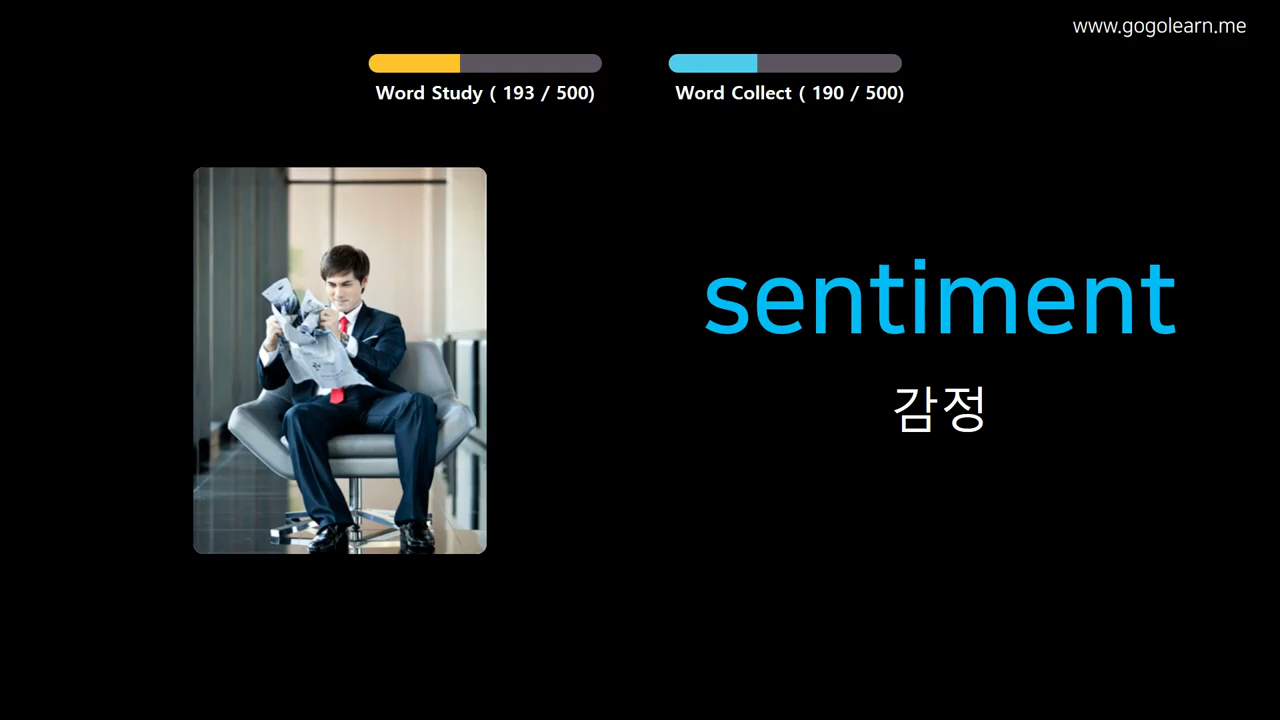 www.gogolearn.me
Word Study ( 193 / 500)
Word Collect ( 190 / 500)
sentiment
감정